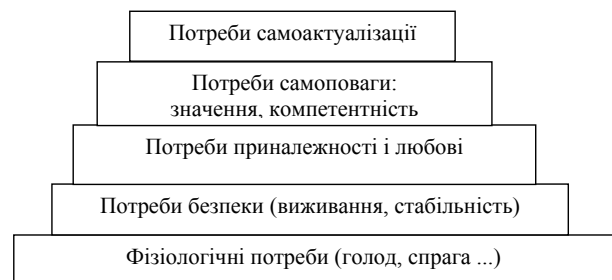 Потреби самоактуалізації
Потреби самоповаги:
значення, компетентність
Потреби приналежності і любові
Потреби безпеки (виживання, стабільність)
Фізіологічні потреби (голод, спрага ...)